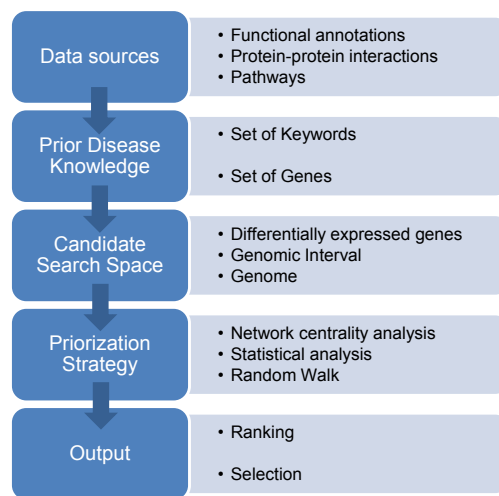 Data sources
• Functional annotations
• Protein-protein interactions
• Pathways
Prior Disease
Knowledge
• Set of Keywords
• Set of Genes
Candidate
Search Space
• Differentially expressed genes
• Genomic Interval
• Genome
Priorization
Strategy
• Network centrality analysis
• Statistical analysis
• Random Walk
Output
• Ranking
• Selection